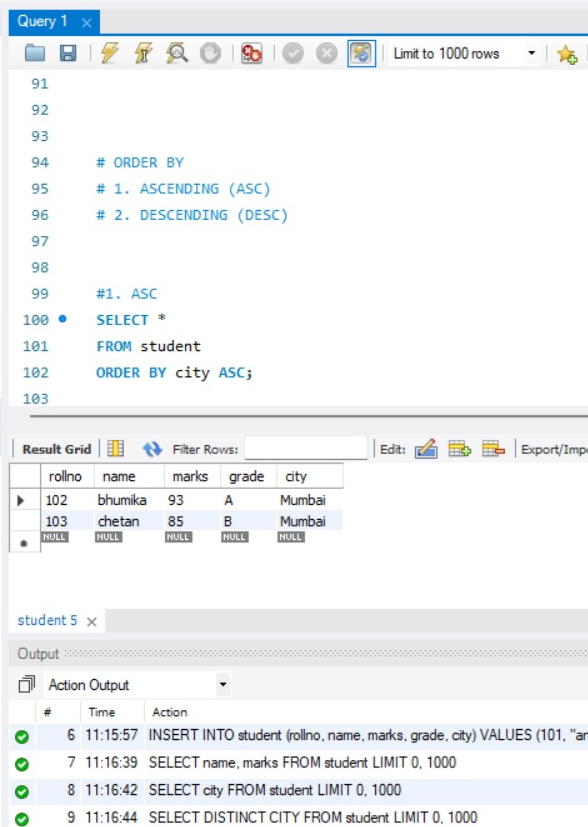 Query 1
Limit to 1000 rows
91
92
93
94 # ORDER BY
95 # 1. ASCENDING (ASC)
96 # 2. DESCENDING (DESC)
97
98
99 #1. ASC
100 SELECT *
101 FROM student
102 ORDER BY city ASC;
103
Result Grid Filter Rows: Edit: Export/Impo
rollno name marks grade city
102 bhumika 93 A Mumbai
103 chetan 85 B Mumbai
NULL NULL NULL NULL NULL
student 5
Output
Action Output
# Time Action
6 11:15:57 INSERT INTO student (rollno, name, marks, grade, city) VALUES (101, "an
7 11:16:39 SELECT name, marks FROM student LIMIT 0, 1000
8 11:16:42 SELECT city FROM student LIMIT 0, 1000
9 11:16:44 SELECT DISTINCT CITY FROM student LIMIT 0, 1000